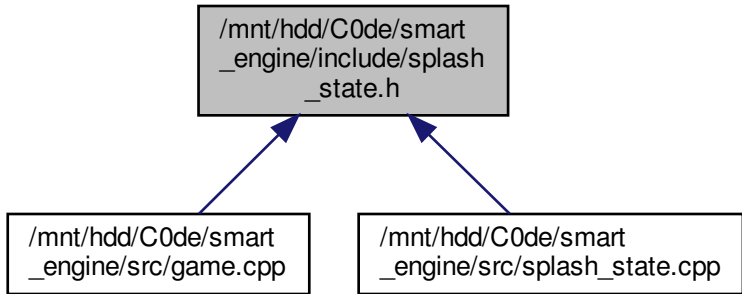 /mnt/hdd/C0de/smart
_engine/include/splash
_state.h
/mnt/hdd/C0de/smart
_engine/src/game.cpp
/mnt/hdd/C0de/smart
_engine/src/splash_state.cpp